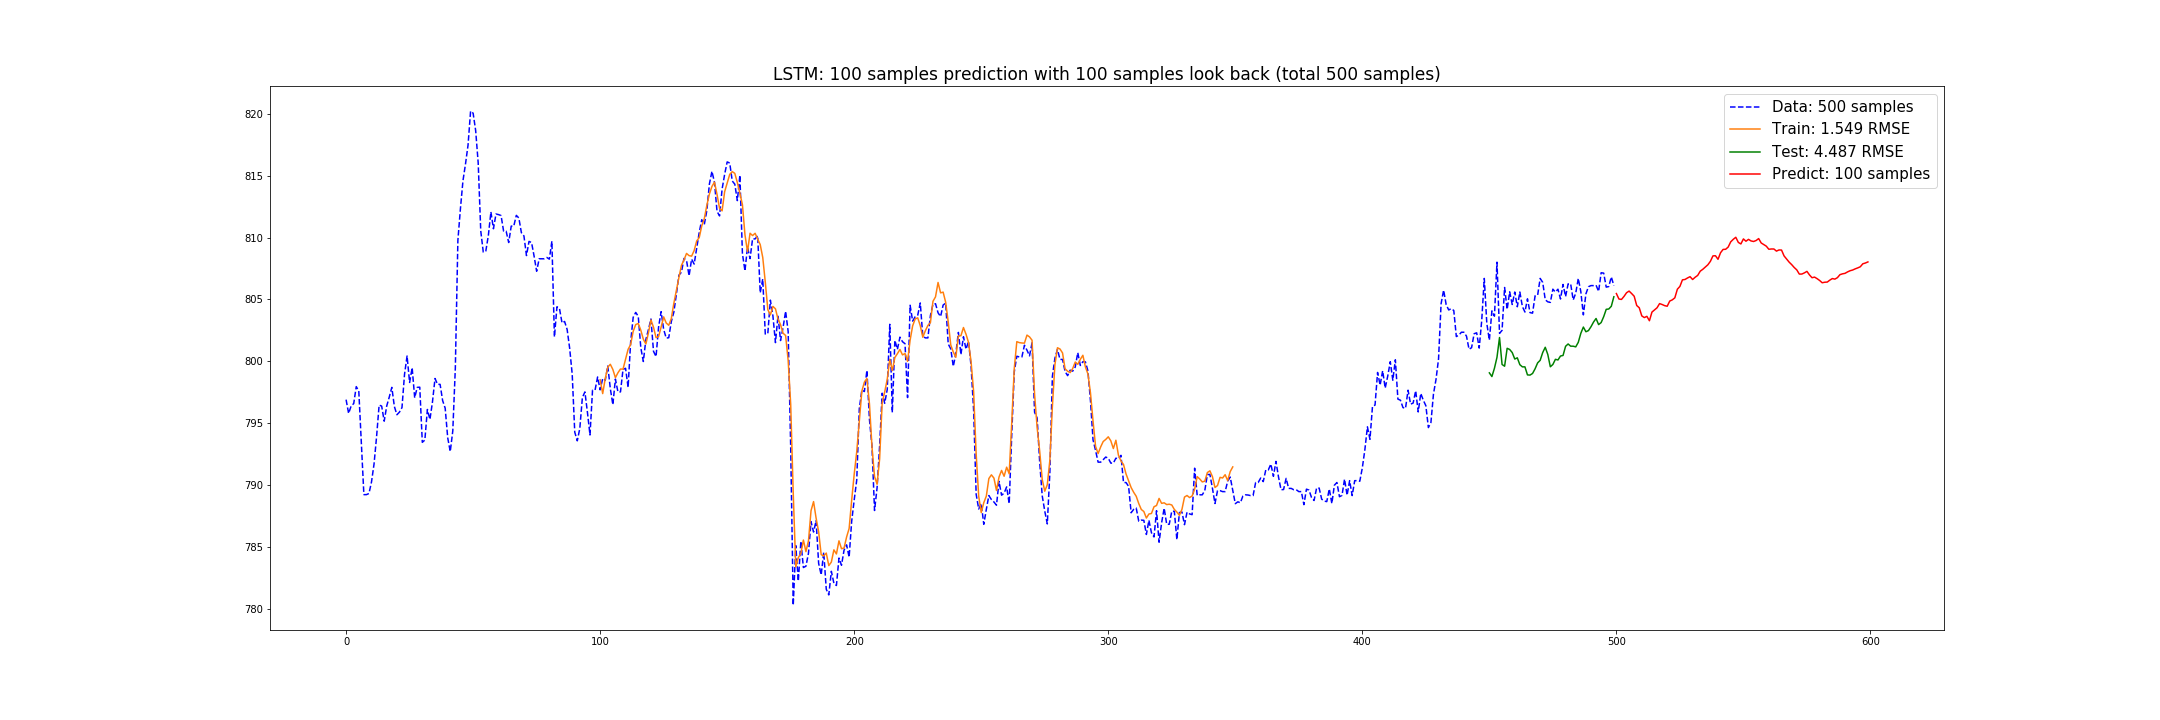 LSTM: 100 samples prediction with 100 samples look back (total 500 samples)
820
815
810
805
800
795
790
785
780
Data: 500 samples
Train: 1.549 RMSE
Test: 4.487 RMSE
Predict: 100 samples
0 100 200 300 400 500 600